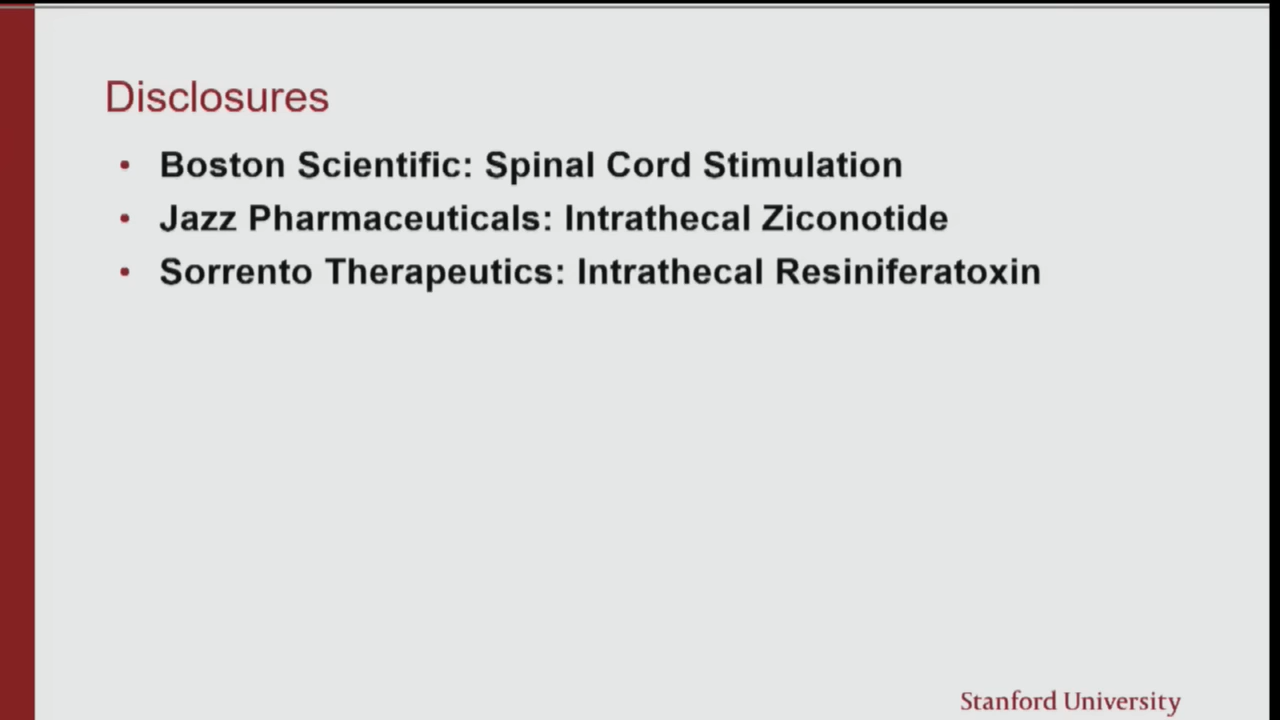 Disclosures
• Boston Scientific: Spinal Cord Stimulation
• Jazz Pharmaceuticals: Intrathecal Ziconotide
• Sorrento Therapeutics: Intrathecal Resiniferatoxin
Stanford University